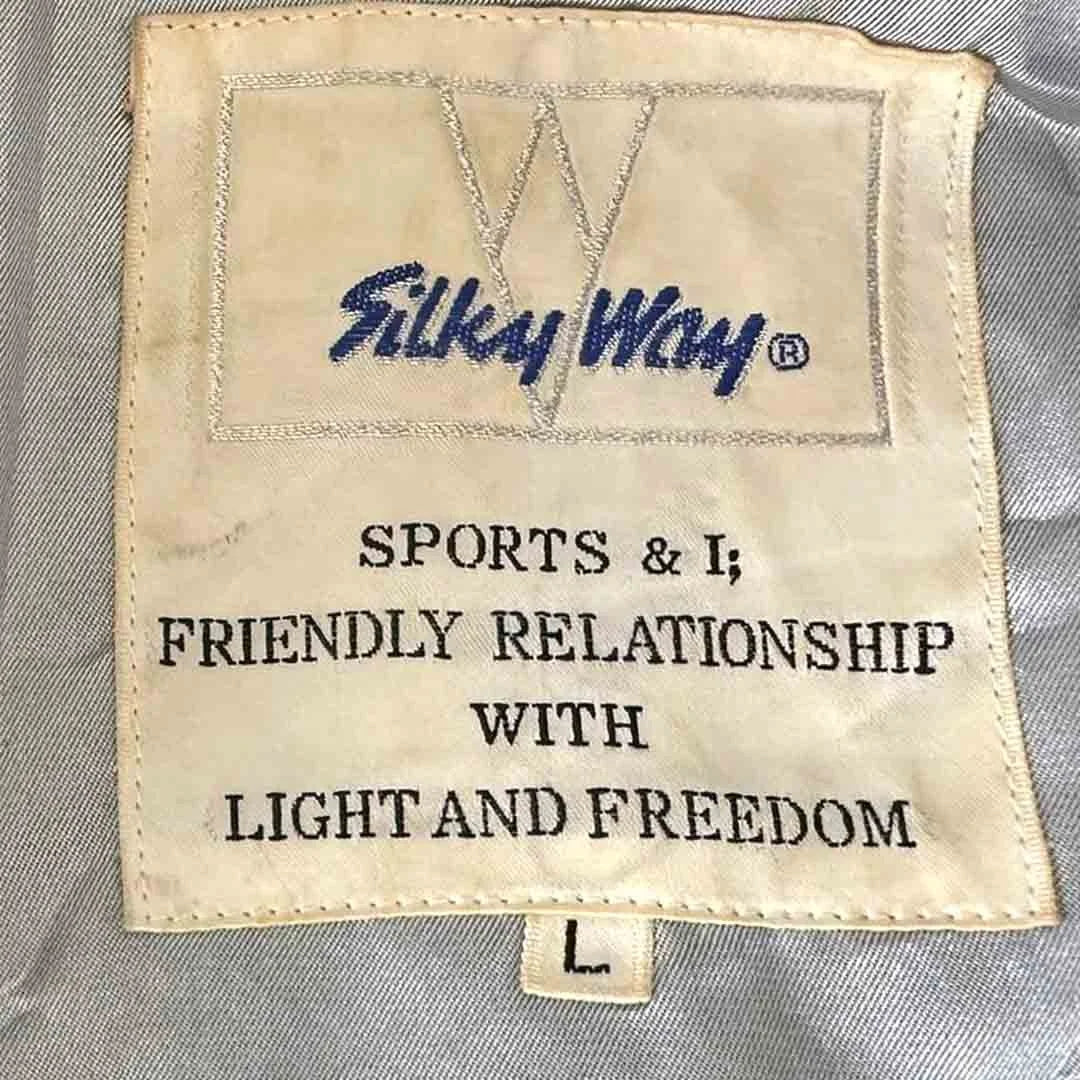 Silky Way®
SPORTS & I;
FRIENDLY RELATIONSHIP
WITH
LIGHT AND FREEDOM
L